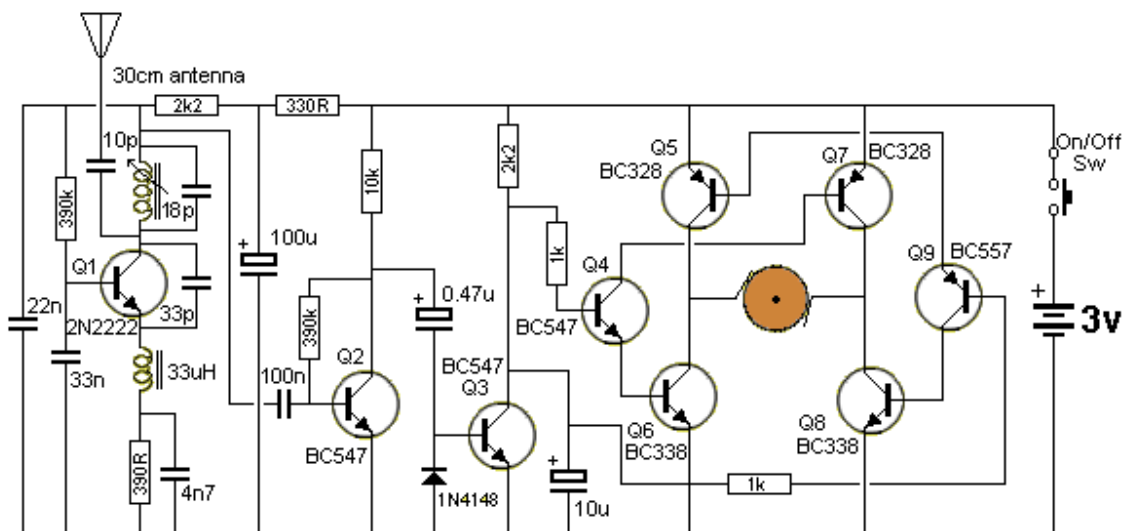 30cm antenna
2k2
330R
10p
18p
390k
Q1
2N2222
33p
22n
33n
33uH
390R
4n7
+
100u
100n
390k
10k
Q2
BC547
+
0.47u
1N4148
BC547
Q3
2k2
1k
+
10u
Q4
BC547
Q5
BC328
Q6
BC338
Q7
BC328
Q8
BC338
Q9
BC557
1k
On/Off
Sw
+
3v